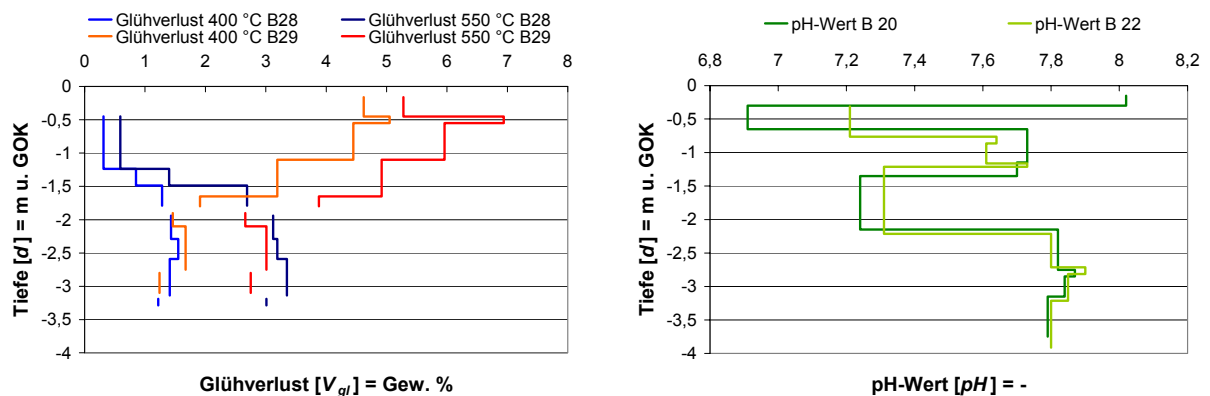 Glühverlust 400 °C B28 Glühverlust 550 °C B28
Glühverlust 400 °C B29 Glühverlust 550 °C B29
0 1 2 3 4 5 6 7 8
0
-0,5
-1
-1,5
-2
-2,5
-3
-3,5
-4
Tiefe [d] = m u. GOK
Glühverlust [V gl] = Gew. %
pH-Wert B 20 pH-Wert B 22
6,8 7 7,2 7,4 7,6 7,8 8 8,2
0
-0,5
-1
-1,5
-2
-2,5
-3
-3,5
-4
Tiefe [d] = m u. GOK
pH-Wert [pH] = -